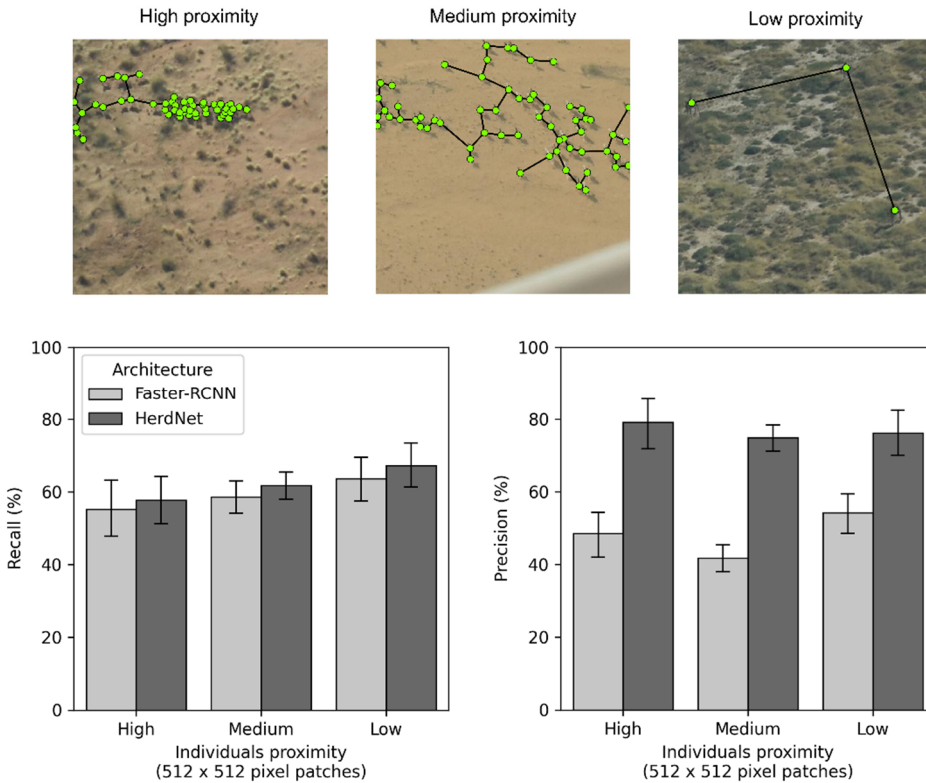 High proximity
Medium proximity
Low proximity
100
80
60
40
20
0
Recall (%)
Architecture
Faster-RCNN
HerdNet
High
Medium
Low
Individuals proximity
(512 x 512 pixel patches)
100
80
60
40
20
0
Precision (%)
High
Medium
Low
Individuals proximity
(512 x 512 pixel patches)